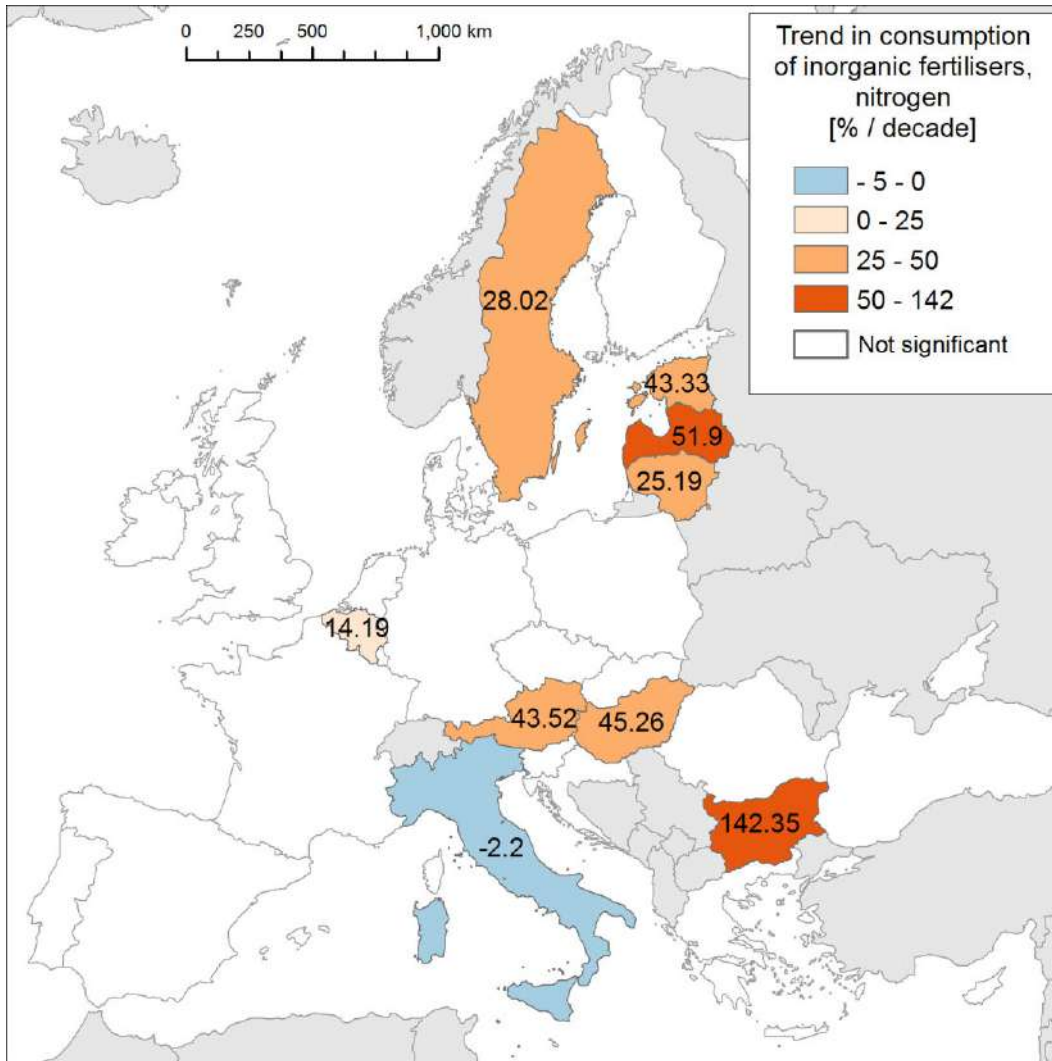 0 250 500 1,000 km
Trend in consumption
of inorganic fertilisers,
nitrogen
[% / decade]
- 5 - 0
0 - 25
25 - 50
50 - 142
Not significant
28.02
43.33
51.9
25.19
14.19
43.52
45.26
142.35
-2.2